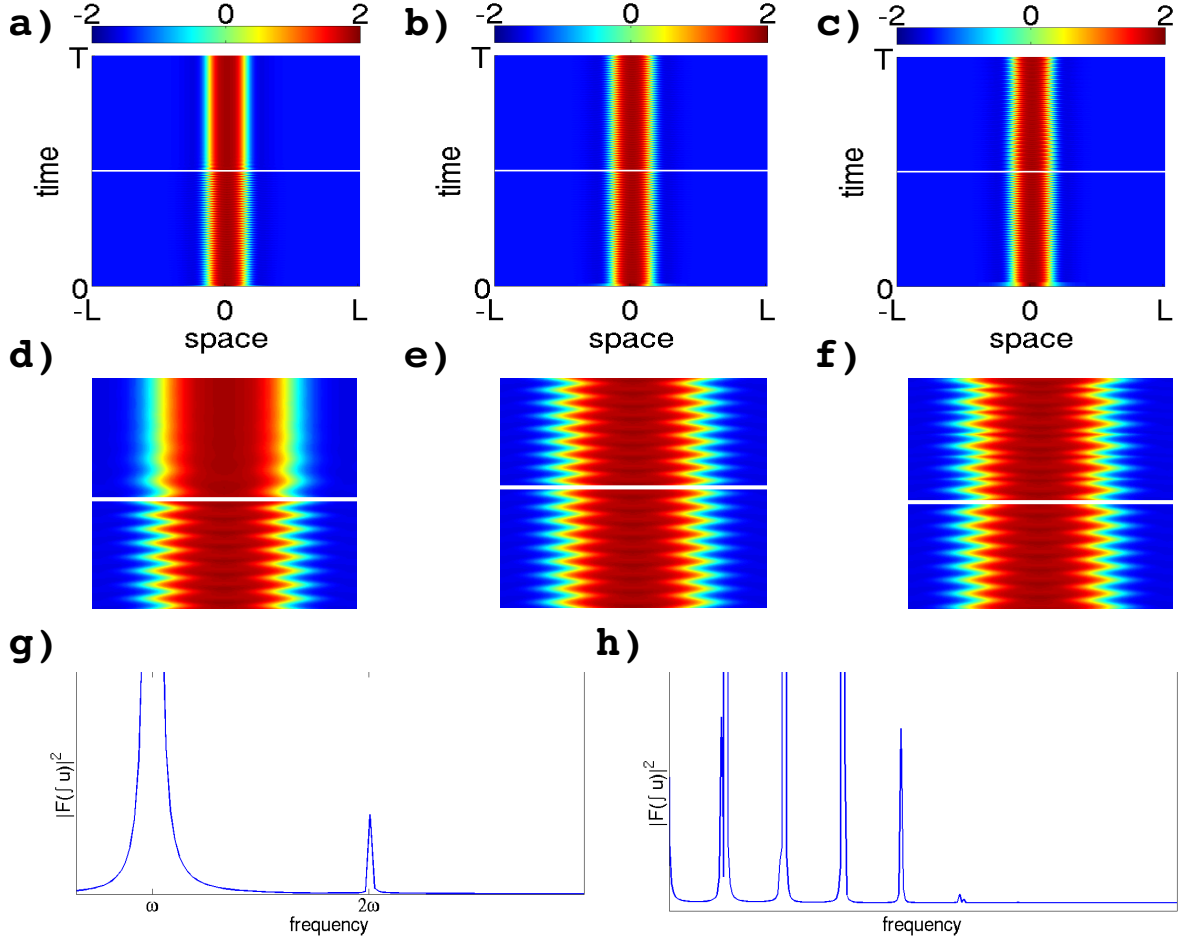 a) -2 0 2
T
time
0
-L 0 L
space
b) -2 0 2
T
time
0
-L 0 L
space
c) -2 0 2
T
time
0
-L 0 L
space
d)
e)
f)
g)
|F(∫ u)|²
ω 2ω
frequency
h)
|F(∫ u)|²
frequency